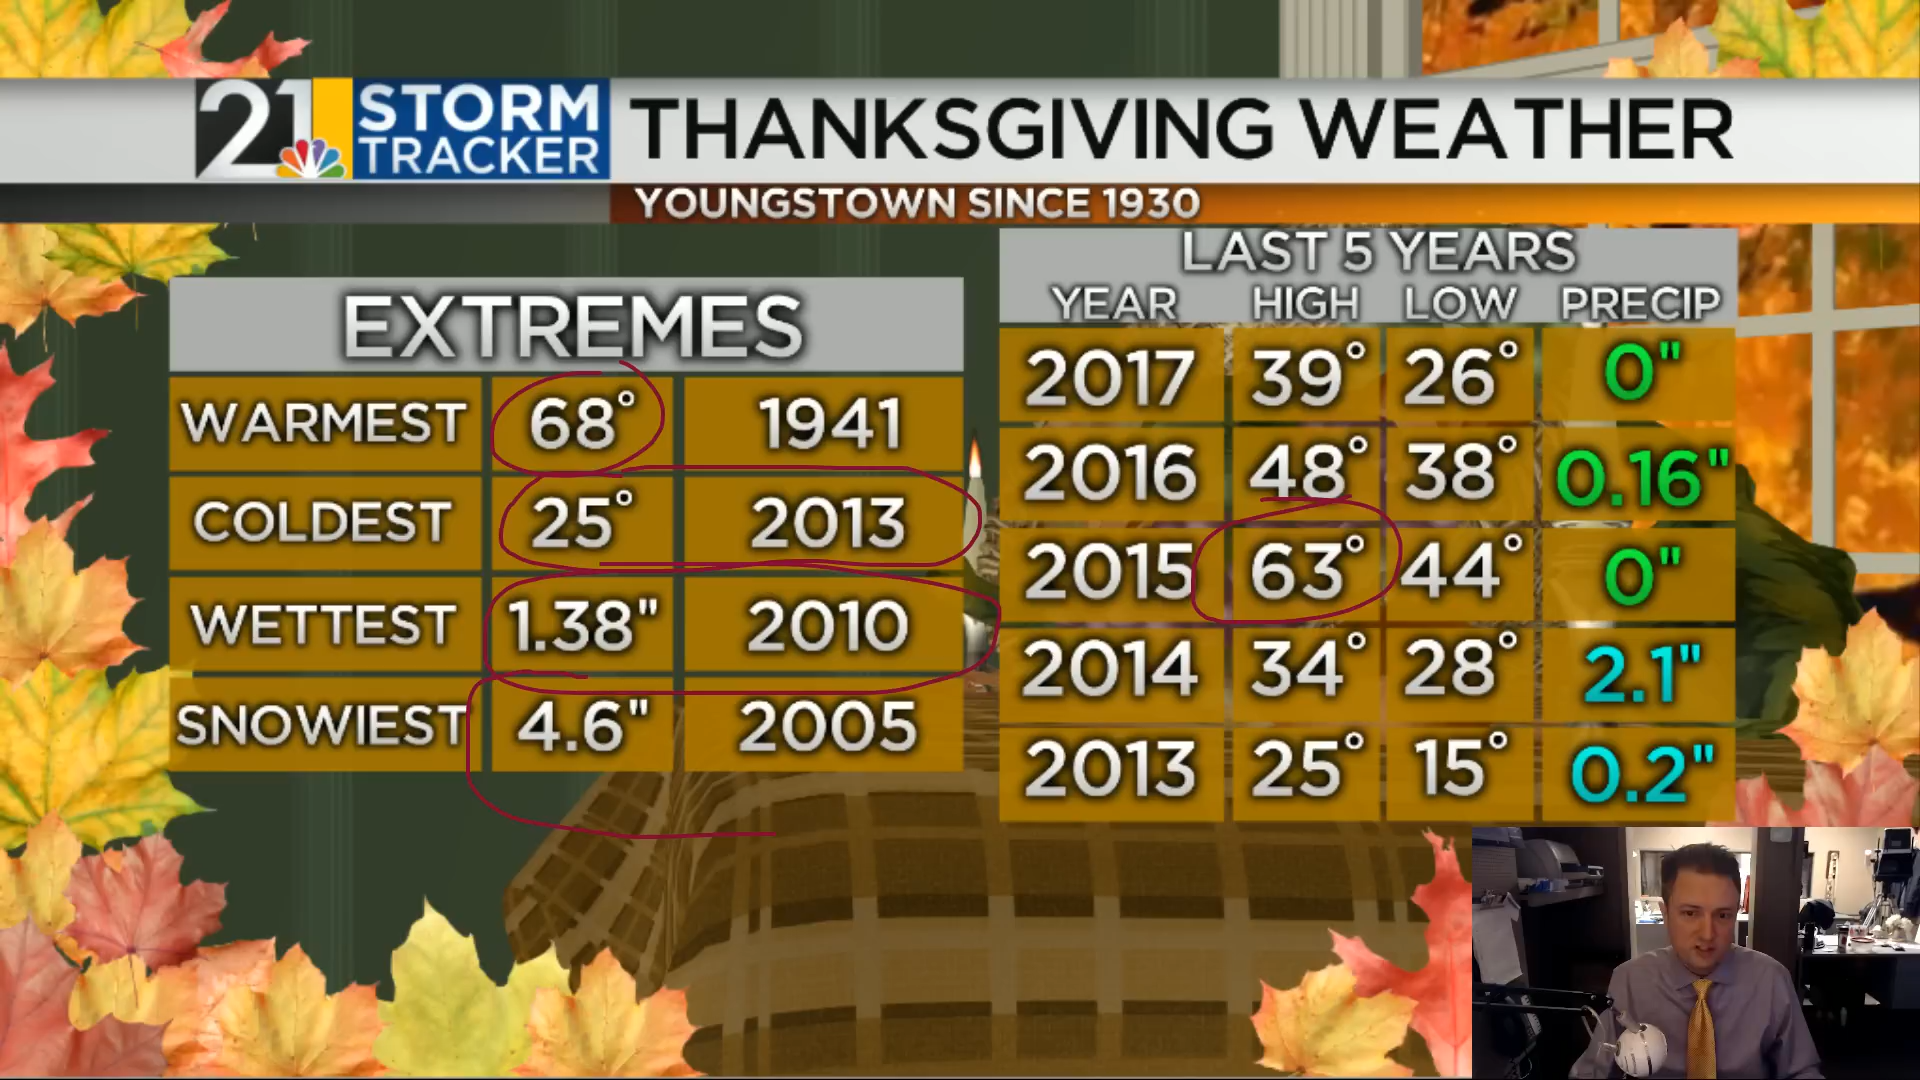 21 STORM TRACKER
THANKSGIVING WEATHER
YOUNGSTOWN SINCE 1930
EXTREMES
WARMEST 68° 1941
COLDEST 25° 2013
WETTEST 1.38" 2010
SNOWIEST 4.6" 2005
LAST 5 YEARS
YEAR HIGH LOW PRECIP
2017 39° 26° 0"
2016 48° 38° 0.16"
2015 63° 44° 0"
2014 34° 28° 2.1"
2013 25° 15° 0.2"